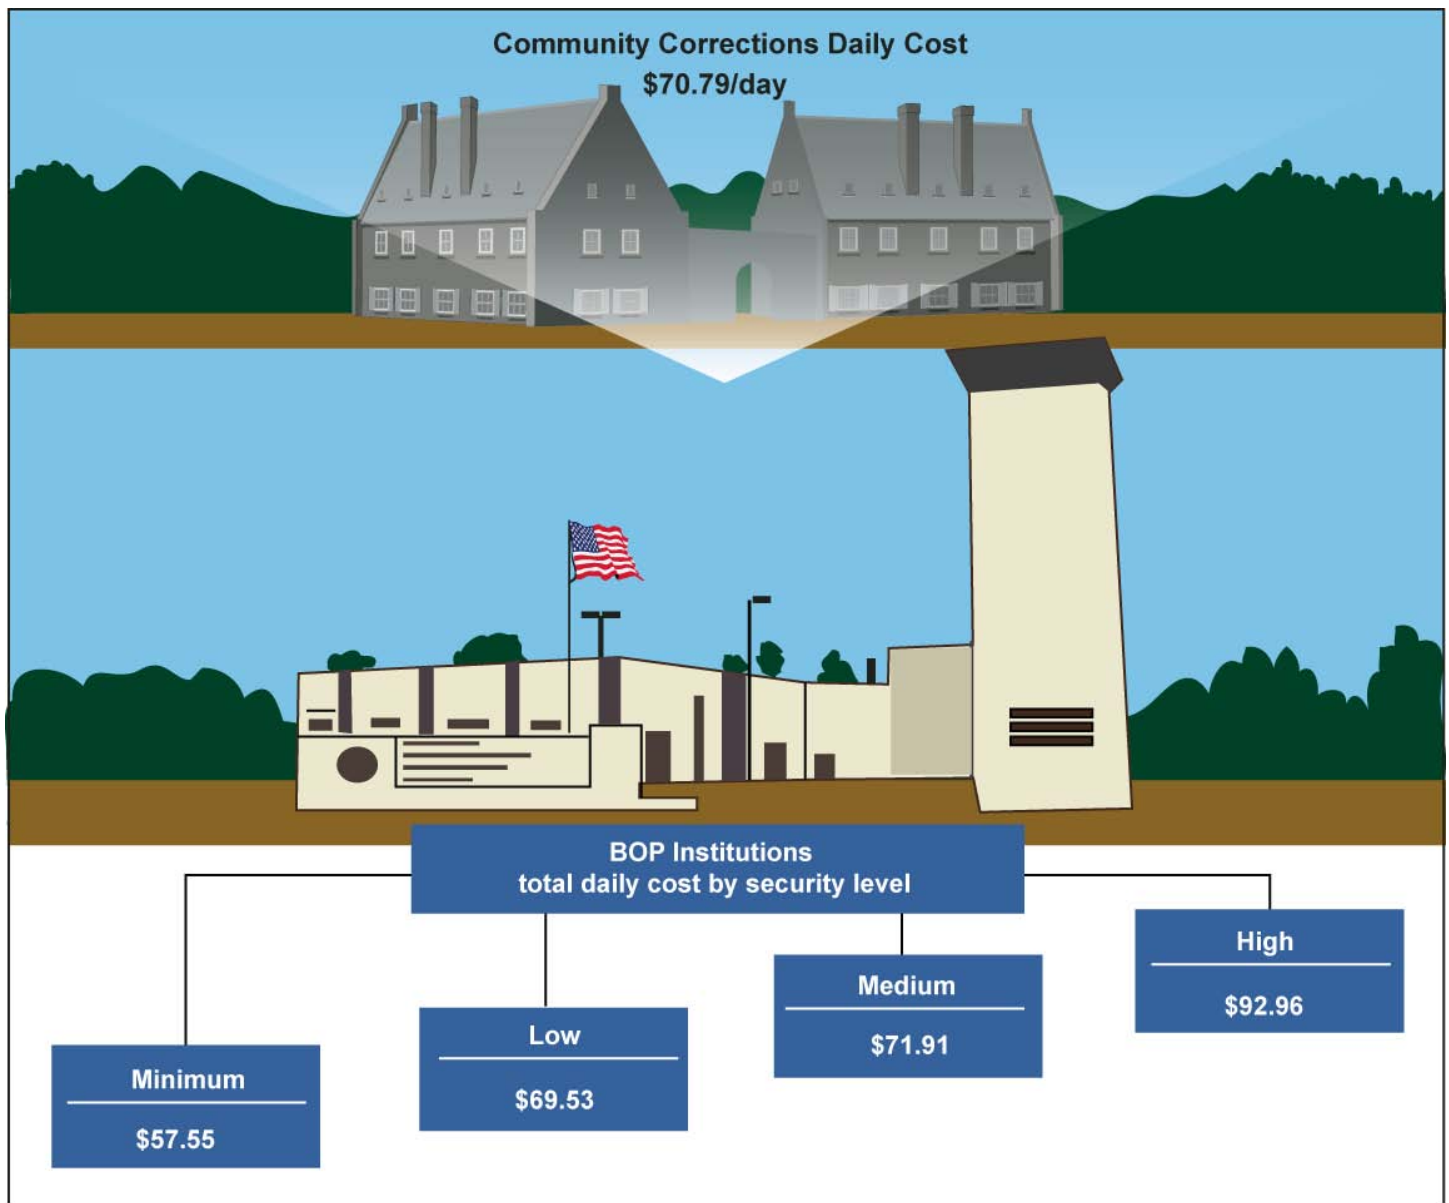 Community Corrections Daily Cost
$70.79/day
BOP Institutions
total daily cost by security level
Minimum
$57.55
Low
$69.53
Medium
$71.91
High
$92.96